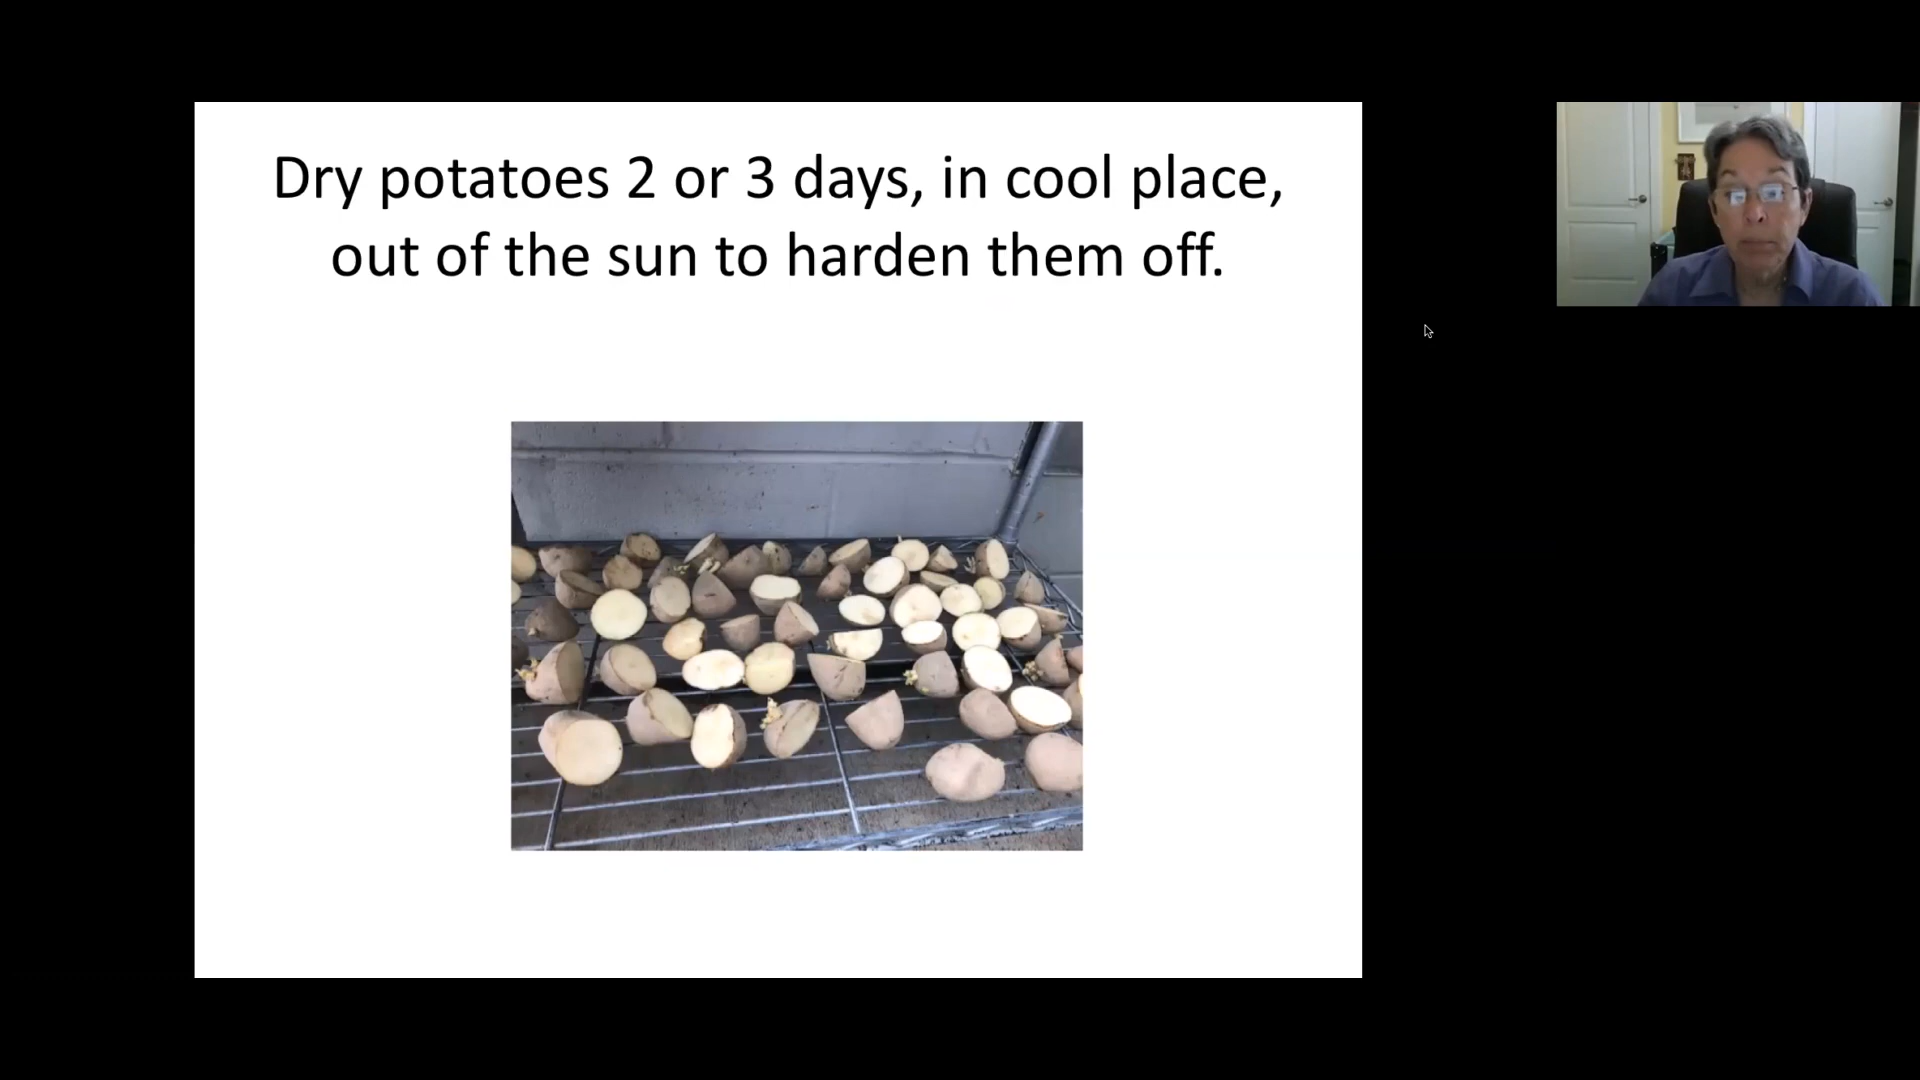 Dry potatoes 2 or 3 days, in cool place,
out of the sun to harden them off.